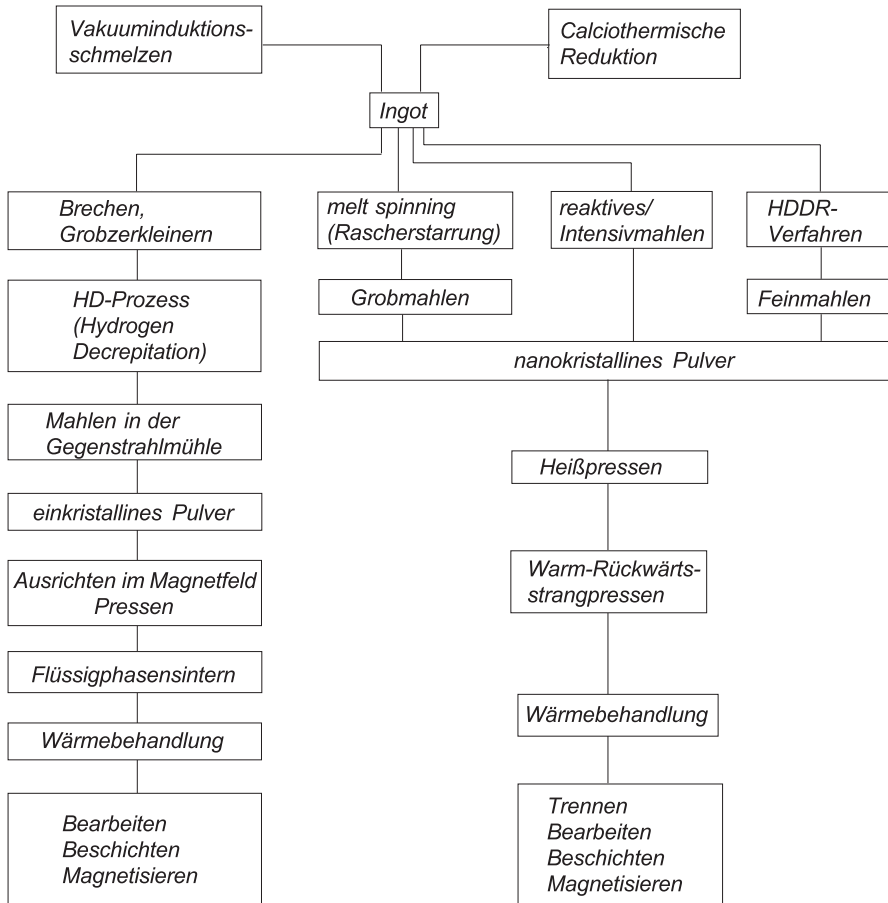 Vakuuminduktions-
schmelzen
Calciothermische
Reduktion
Ingot
Brechen,
Grobzerkleinern
melt spinning
(Rascherstarrung)
reaktives/
Intensivmahlen
HDDR-
Verfahren
HD-Prozess
(Hydrogen
Decrepitation)
Grobmahlen
Feinmahlen
nanokristallines Pulver
Mahlen in der
Gegenstrahlmühle
Heißpressen
einkristallines Pulver
Ausrichten im Magnetfeld
Pressen
Warm-Rückwärts-
strangpressen
Flüssigphasensintern
Wärmebehandlung
Wärmebehandlung
Bearbeiten
Beschichten
Magnetisieren
Trennen
Bearbeiten
Beschichten
Magnetisieren